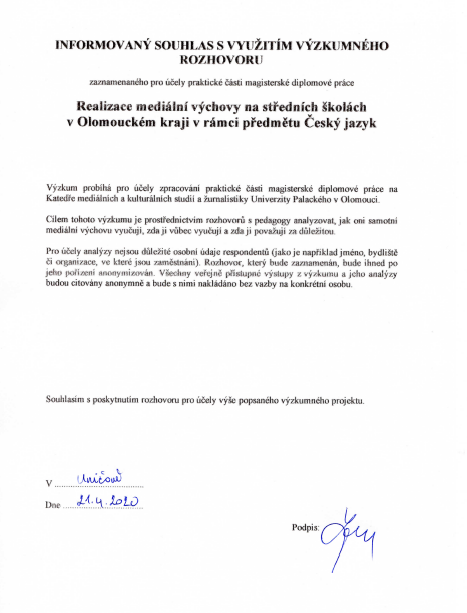 INFORMOVANÝ SOUHLAS S VYUŽITÍM VÝZKUMNÉHO
ROZHOVORU
zaznamenaného pro účely praktické části magisterské diplomové práce
Realizace mediální výchovy na středních školách
v Olomouckém kraji v rámci předmětu Český jazyk
Výzkum probíhá pro účely zpracování praktické části magisterské diplomové práce na
Katedře mediálních a kulturálních studií a žurnalistiky Univerzity Palackého v Olomouci.
Cílem tohoto výzkumu je prostřednictvím rozhovorů s pedagogy analyzovat, jak oni samotní
mediální výchovu vyučují, zda ji vůbec vyučují a zda ji považují za důležitou.
Pro účely analýzy nejsou důležité osobní údaje respondentů (jako je například jméno, bydliště
či organizace, ve které jsou zaměstnáni). Rozhovor, který bude zaznamenán, bude ihned po
jeho pořízení anonymizován. Všechny veřejně přístupné výstupy z výzkumu a jeho analýzy
budou citovány anonymně a bude s nimi nakládáno bez vazby na konkrétní osobu.
Souhlasím s poskytnutím rozhovoru pro účely výše popsaného výzkumného projektu.
V Uničově
Dne 21.4.2020
Podpis: